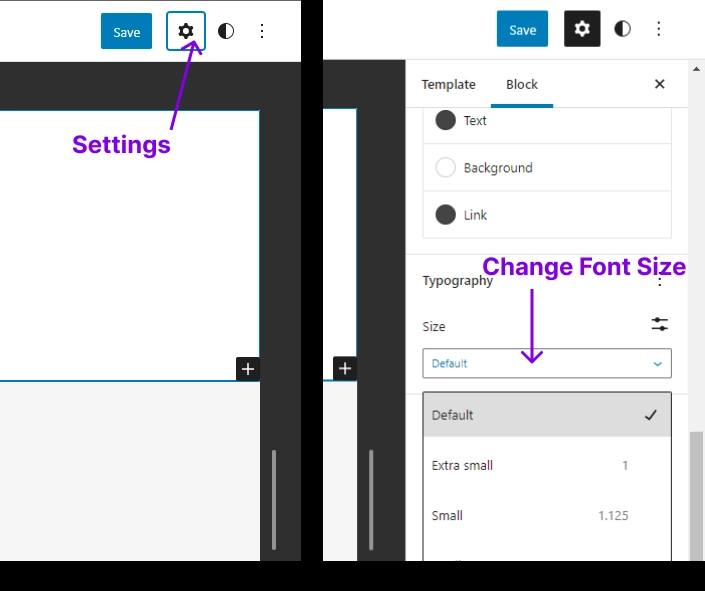 Save
Settings
Save
Template
Block
Text
Background
Link
Change Font Size
Typography
Size
Default
Default
Extra small 1
Small 1.125